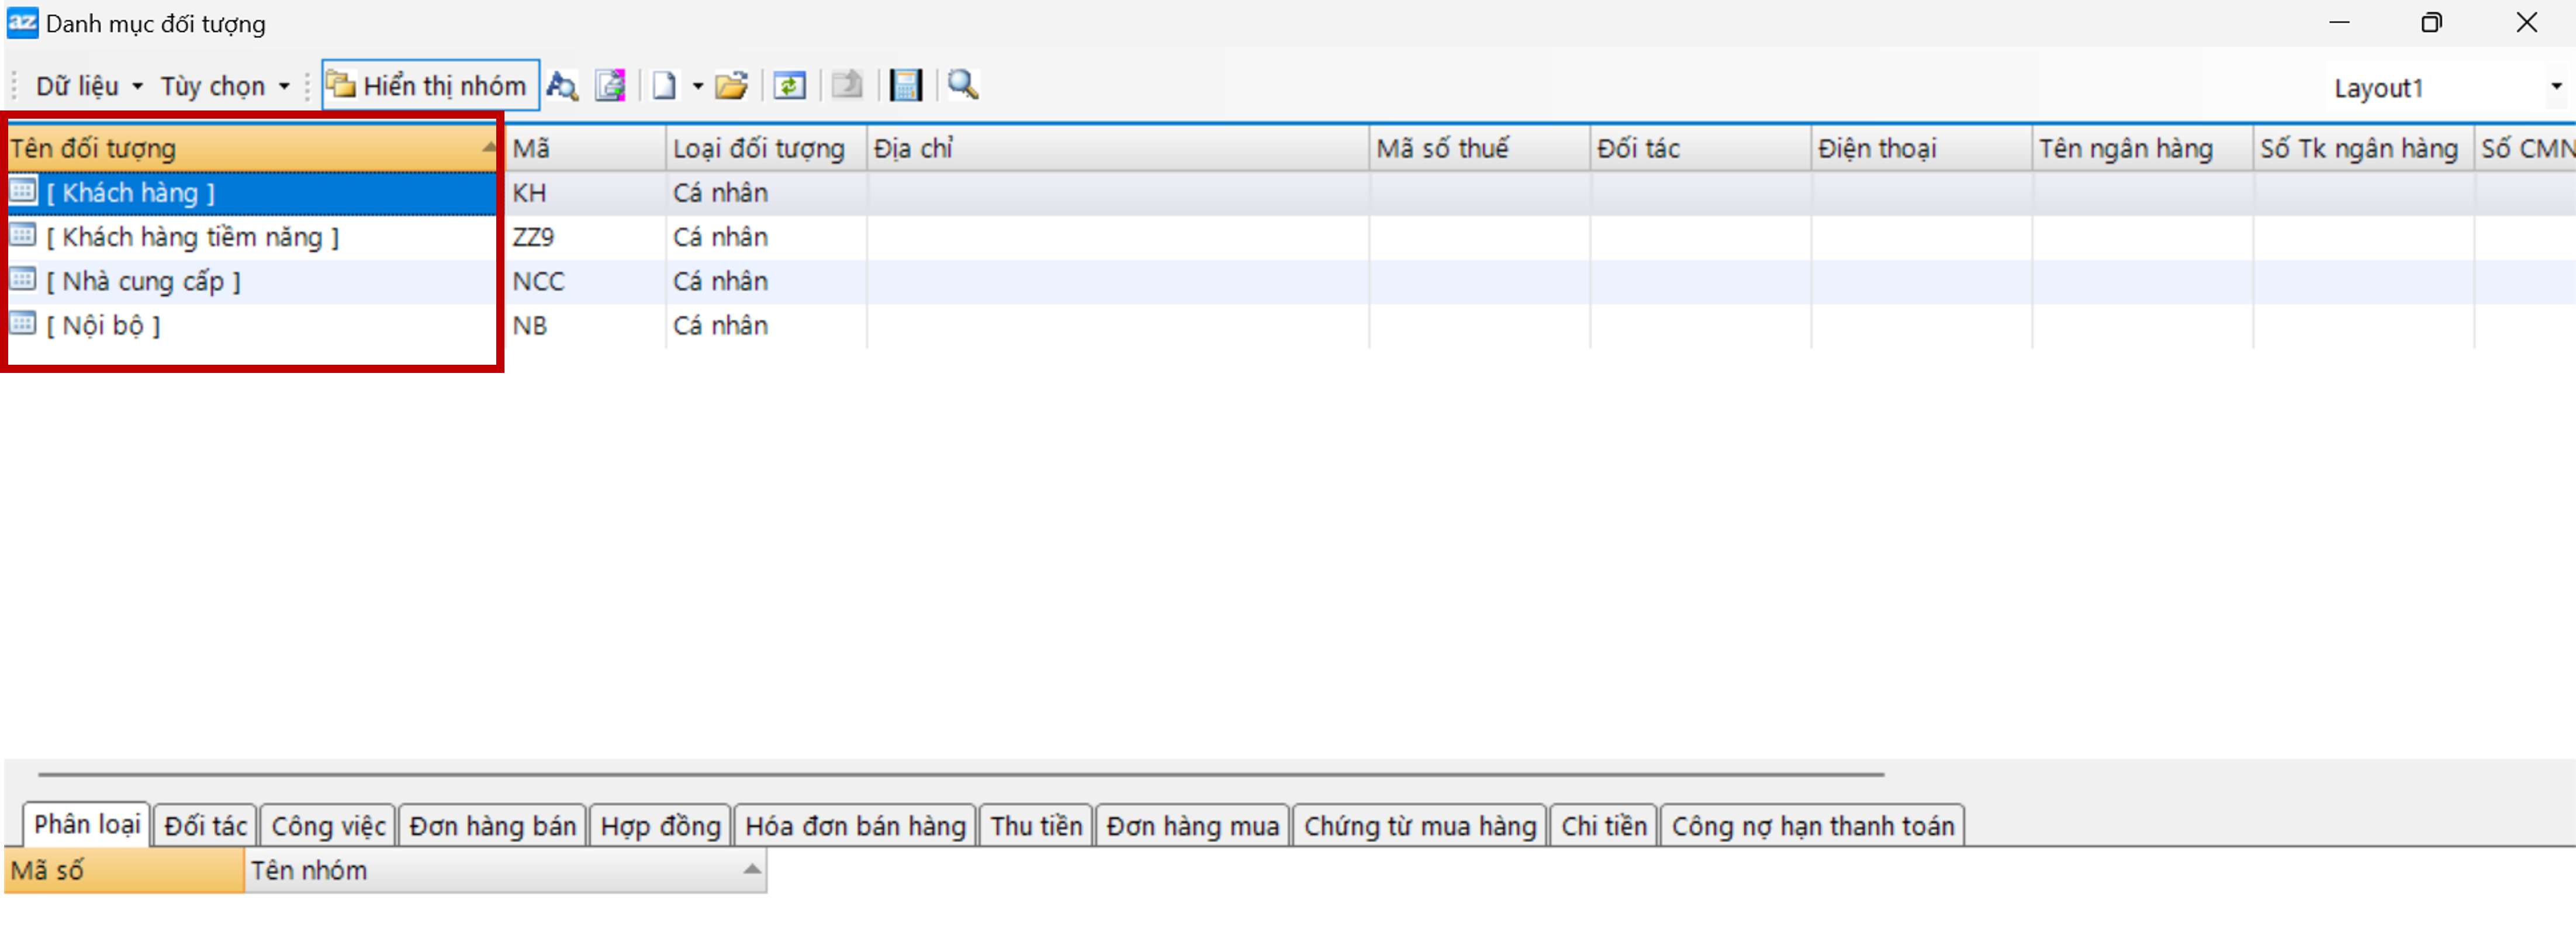 az Danh mục đối tượng
Dữ liệu Tùy chọn Hiển thị nhóm Layout1
Tên đối tượng Mã Loại đối tượng Địa chỉ Mã số thuế Đối tác Điện thoại Tên ngân hàng Số Tk ngân hàng Số CMN
[ Khách hàng ] KH Cá nhân
[ Khách hàng tiềm năng ] ZZ9 Cá nhân
[ Nhà cung cấp ] NCC Cá nhân
[ Nội bộ ] NB Cá nhân
Phân loại Đối tác Công việc Đơn hàng bán Hợp đồng Hóa đơn bán hàng Thu tiền Đơn hàng mua Chứng từ mua hàng Chi tiền Công nợ hạn thanh toán
Mã số Tên nhóm